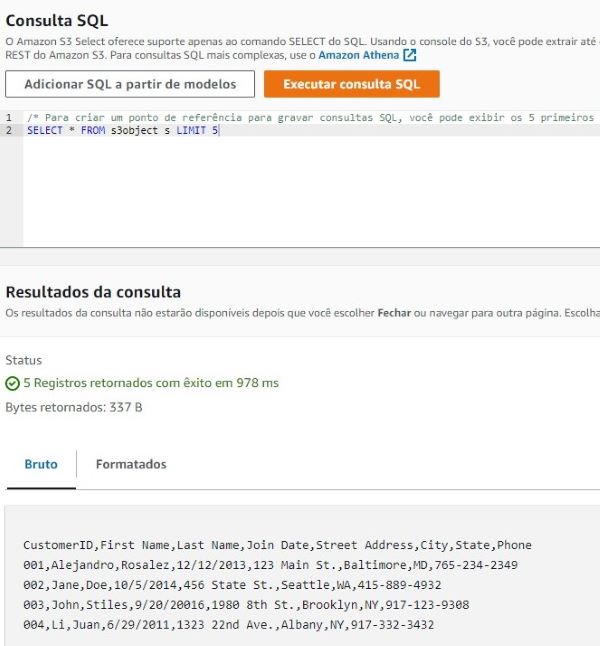 Consulta SQL
O Amazon S3 Select oferece suporte apenas ao comando SELECT do SQL. Usando o console do S3, você pode extrair até
REST do Amazon S3. Para consultas SQL mais complexas, use o Amazon Athena
Adicionar SQL a partir de modelos
Executar consulta SQL
1 /* Para criar um ponto de referência para gravar consultas SQL, você pode exibir os 5 primeiros
2 SELECT * FROM s3object s LIMIT 5
Resultados da consulta
Os resultados da consulta não estarão disponíveis depois que você escolher Fechar ou navegar para outra página. Escolha
Status
5 Registros retornados com êxito em 978 ms
Bytes retornados: 337 B
Bruto
Formatados
CustomerID,First Name,Last Name,Join Date,Street Address,City,State,Phone
001,Alejandro,Rosalez,12/12/2013,123 Main St.,Baltimore,MD,765-234-2349
002,Jane,Doe,10/5/2014,456 State St.,Seattle,WA,415-889-4932
003,John,Stiles,9/20/20016,1980 8th St.,Brooklyn,NY,917-123-9308
004,Li,Juan,6/29/2011,1323 22nd Ave.,Albany,NY,917-332-3432